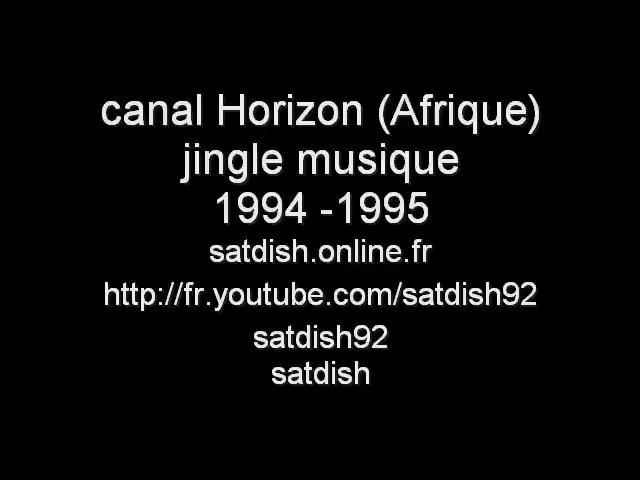 canal Horizon (Afrique)
jingle musique
1994 -1995
satdish.online.fr
http://fr.youtube.com/satdish92
satdish92
satdish